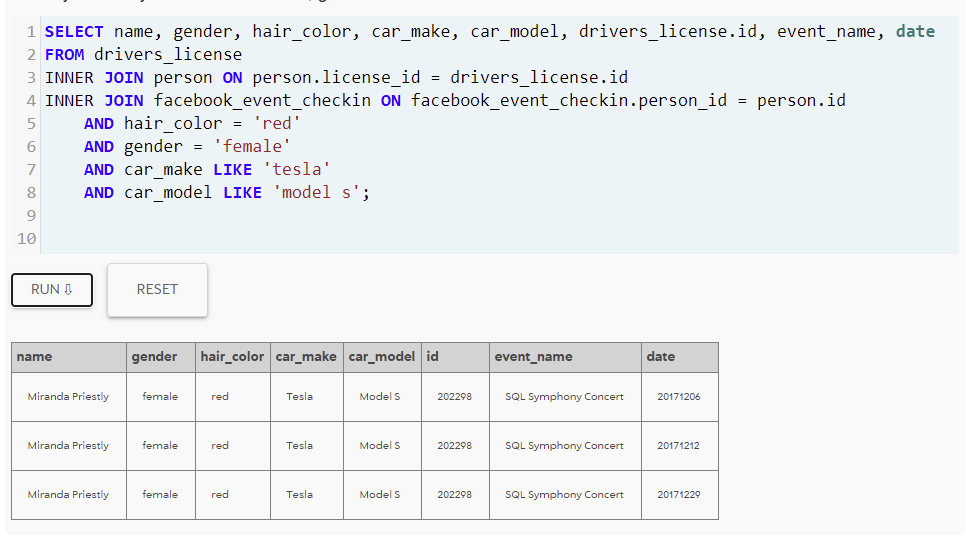 1 SELECT name, gender, hair_color, car_make, car_model, drivers_license.id, event_name, date
2 FROM drivers_license
3 INNER JOIN person ON person.license_id = drivers_license.id
4 INNER JOIN facebook_event_checkin ON facebook_event_checkin.person_id = person.id
5 AND hair_color = 'red'
6 AND gender = 'female'
7 AND car_make LIKE 'tesla'
8 AND car_model LIKE 'model s';
9
10
RUN ⇩ RESET
name gender hair_color car_make car_model id event_name date
Miranda Priestly female red Tesla Model S 202298 SQL Symphony Concert 20171206
Miranda Priestly female red Tesla Model S 202298 SQL Symphony Concert 20171212
Miranda Priestly female red Tesla Model S 202298 SQL Symphony Concert 20171229